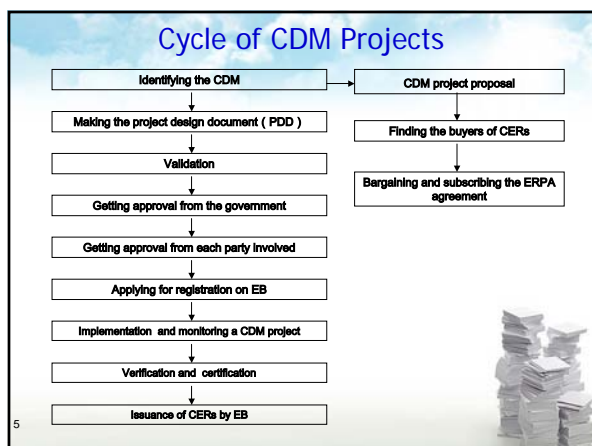 Cycle of CDM Projects
Identifying the CDM
CDM project proposal
Making the project design document ( PDD )
Finding the buyers of CERs
Validation
Bargaining and subscribing the ERPA
agreement
Getting approval from the government
Getting approval from each party involved
Applying for registration on EB
Implementation and monitoring a CDM project
Verification and certification
Issuance of CERs by EB
5